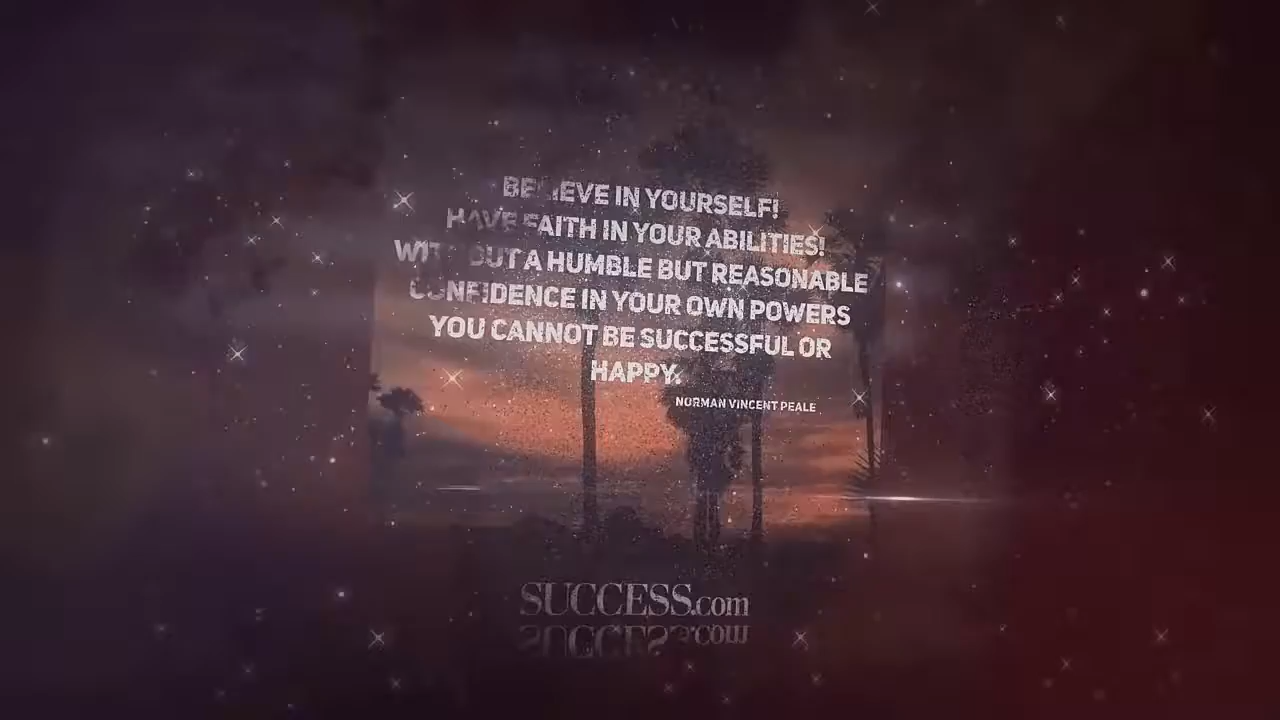 BELIEVE IN YOURSELF!
HAVE FAITH IN YOUR ABILITIES!
WITHOUT A HUMBLE BUT REASONABLE
CONFIDENCE IN YOUR OWN POWERS
YOU CANNOT BE SUCCESSFUL OR
HAPPY.
NORMAN VINCENT PEALE
SUCCESS.com